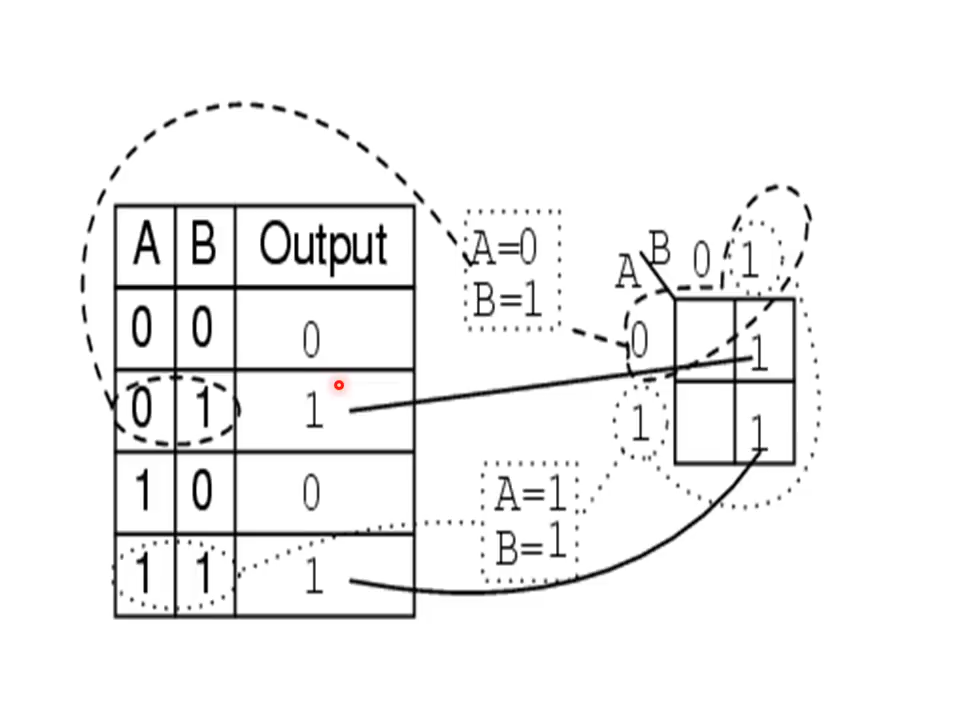 A B Output
0 0 0
0 1 1
1 0 0
1 1 1
A=0
B=1
A=1
B=1
B 0 1
A
0 1
1 1